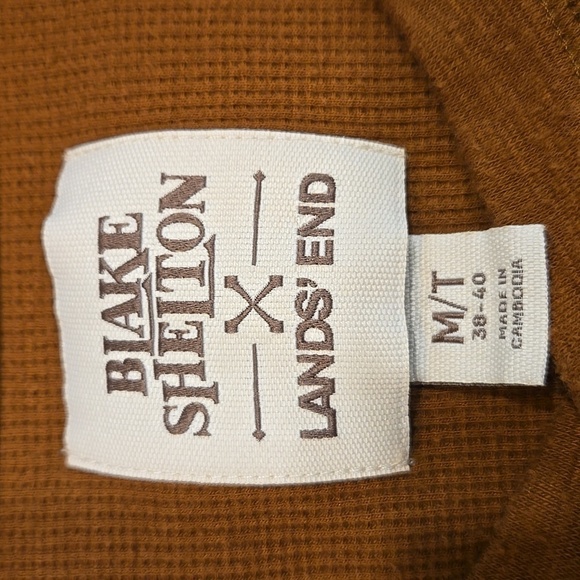 BLAKE
SHELTON
LANDS' END
M/T
38-40
MADE IN
CAMBODIA